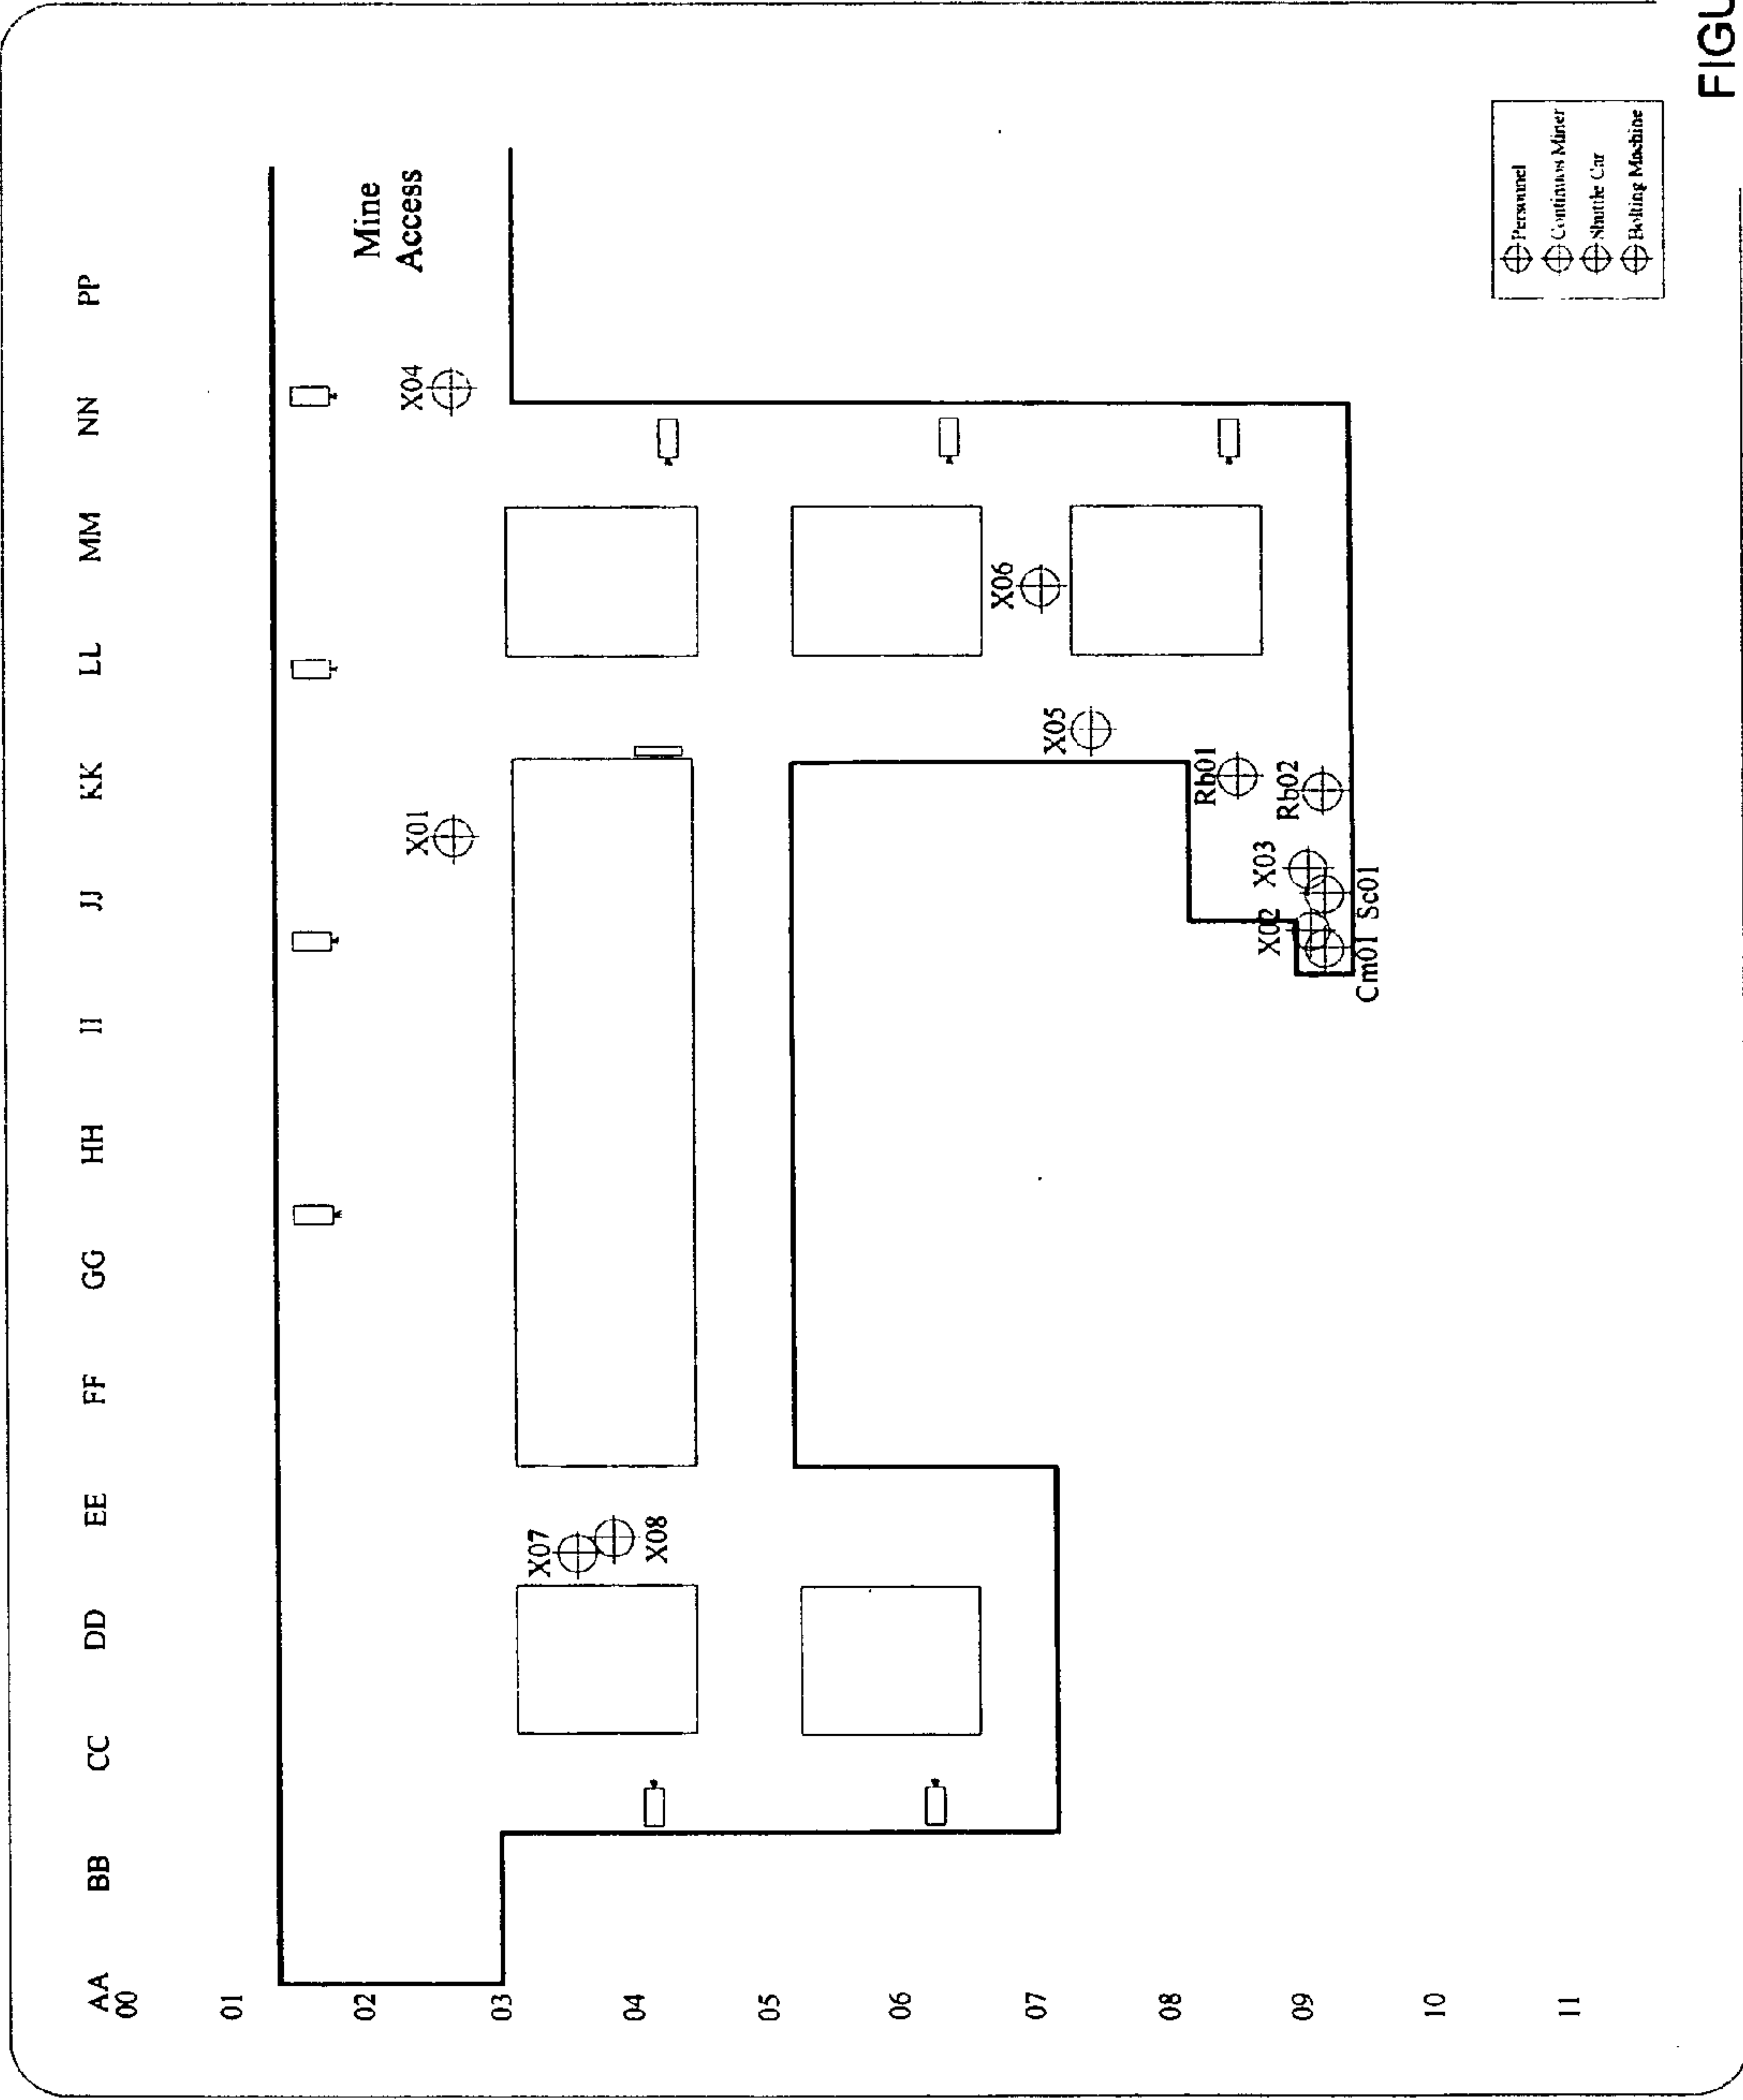 AA BB CC DD EE FF GG HH II JJ KK LL MM NN PP
00
01
02
03
04
05
06
07
08
09
10
11
Mine
Access
X04
X01
X07
X08
X06
X05
Rb01
Rb02
X03
X02
Cm01 Sc01
Personnel
Continuos Miner
Shuttle Car
Bolting Machine
FIGU